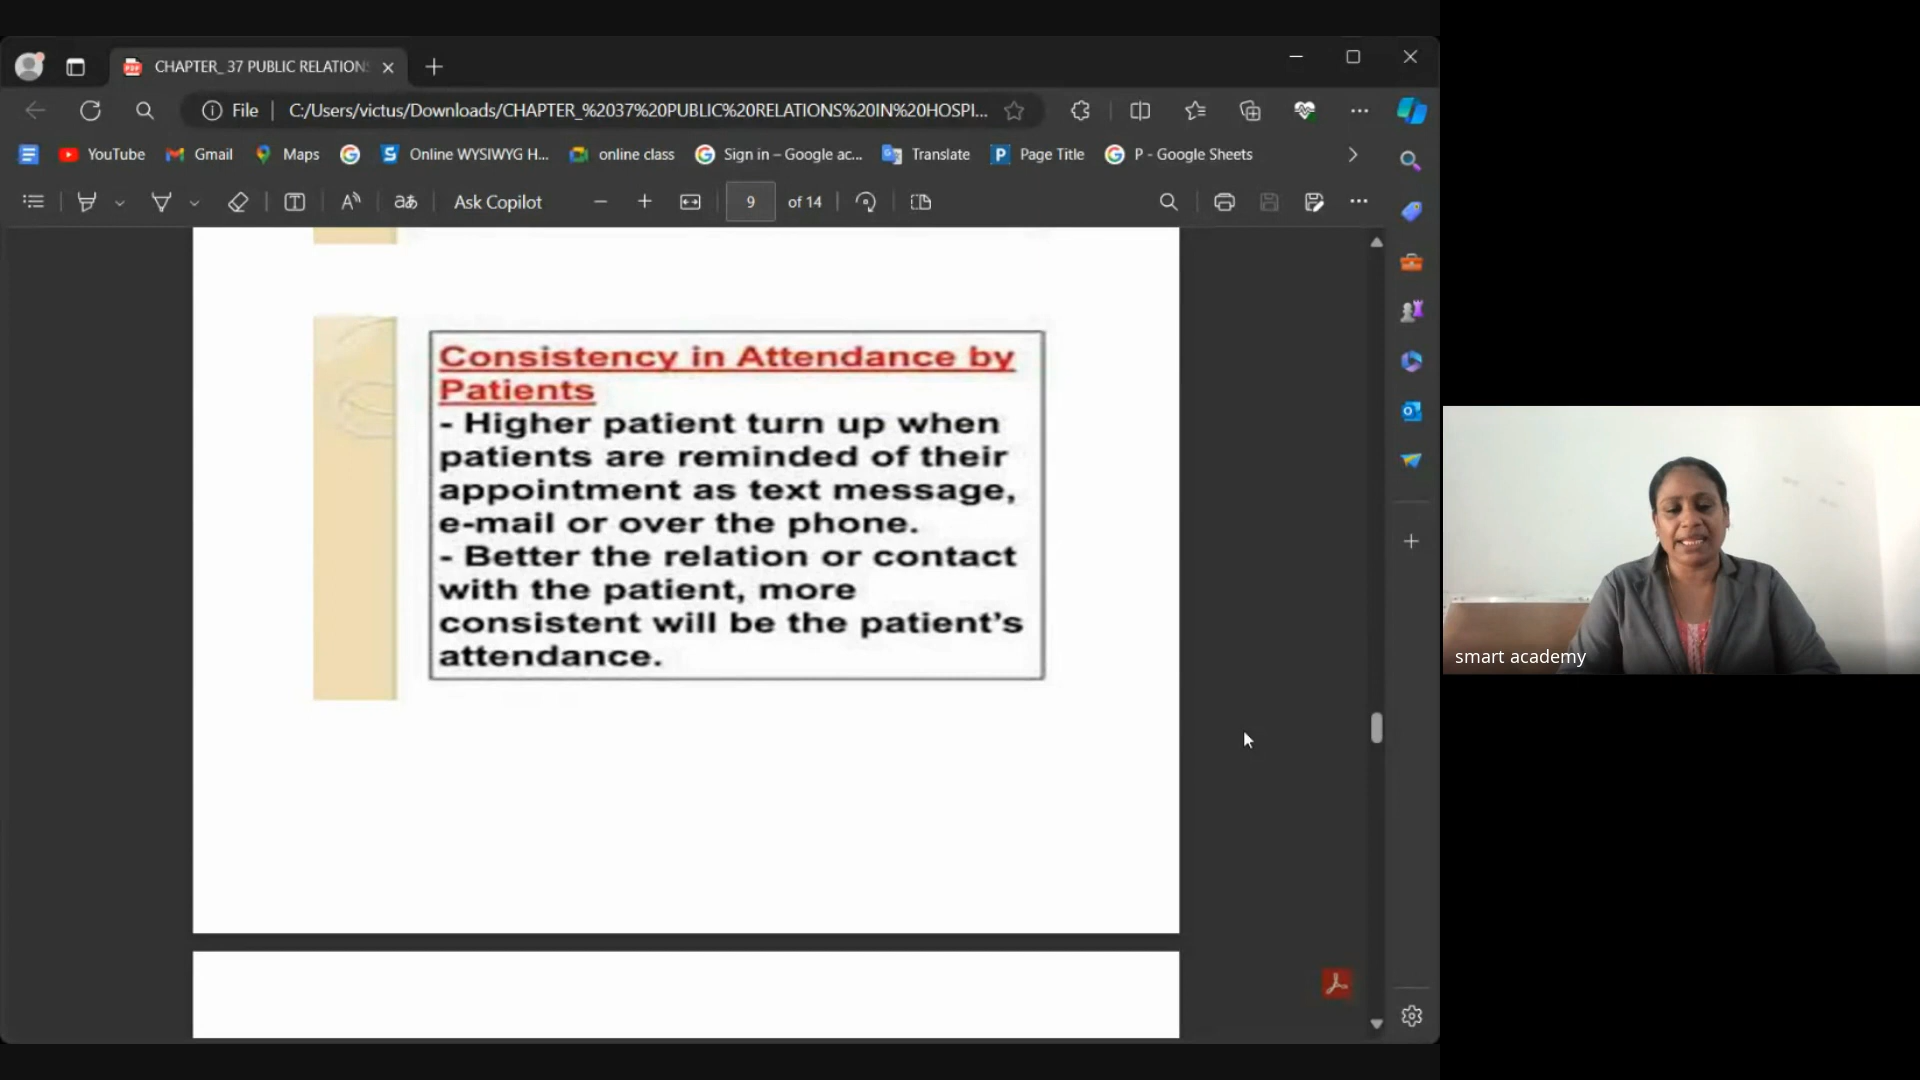 CHAPTER_ 37 PUBLIC RELATIONS
File
C:/Users/victus/Downloads/CHAPTER_%2037%20PUBLIC%20RELATIONS%20IN%20HOSPI...
YouTube
Gmail
Maps
Online WYSIWYG H...
online class
Sign in – Google ac...
Translate
Page Title
P - Google Sheets
Ask Copilot
9 of 14
Consistency in Attendance by
Patients
- Higher patient turn up when
patients are reminded of their
appointment as text message,
e-mail or over the phone.
- Better the relation or contact
with the patient, more
consistent will be the patient's
attendance.
smart academy